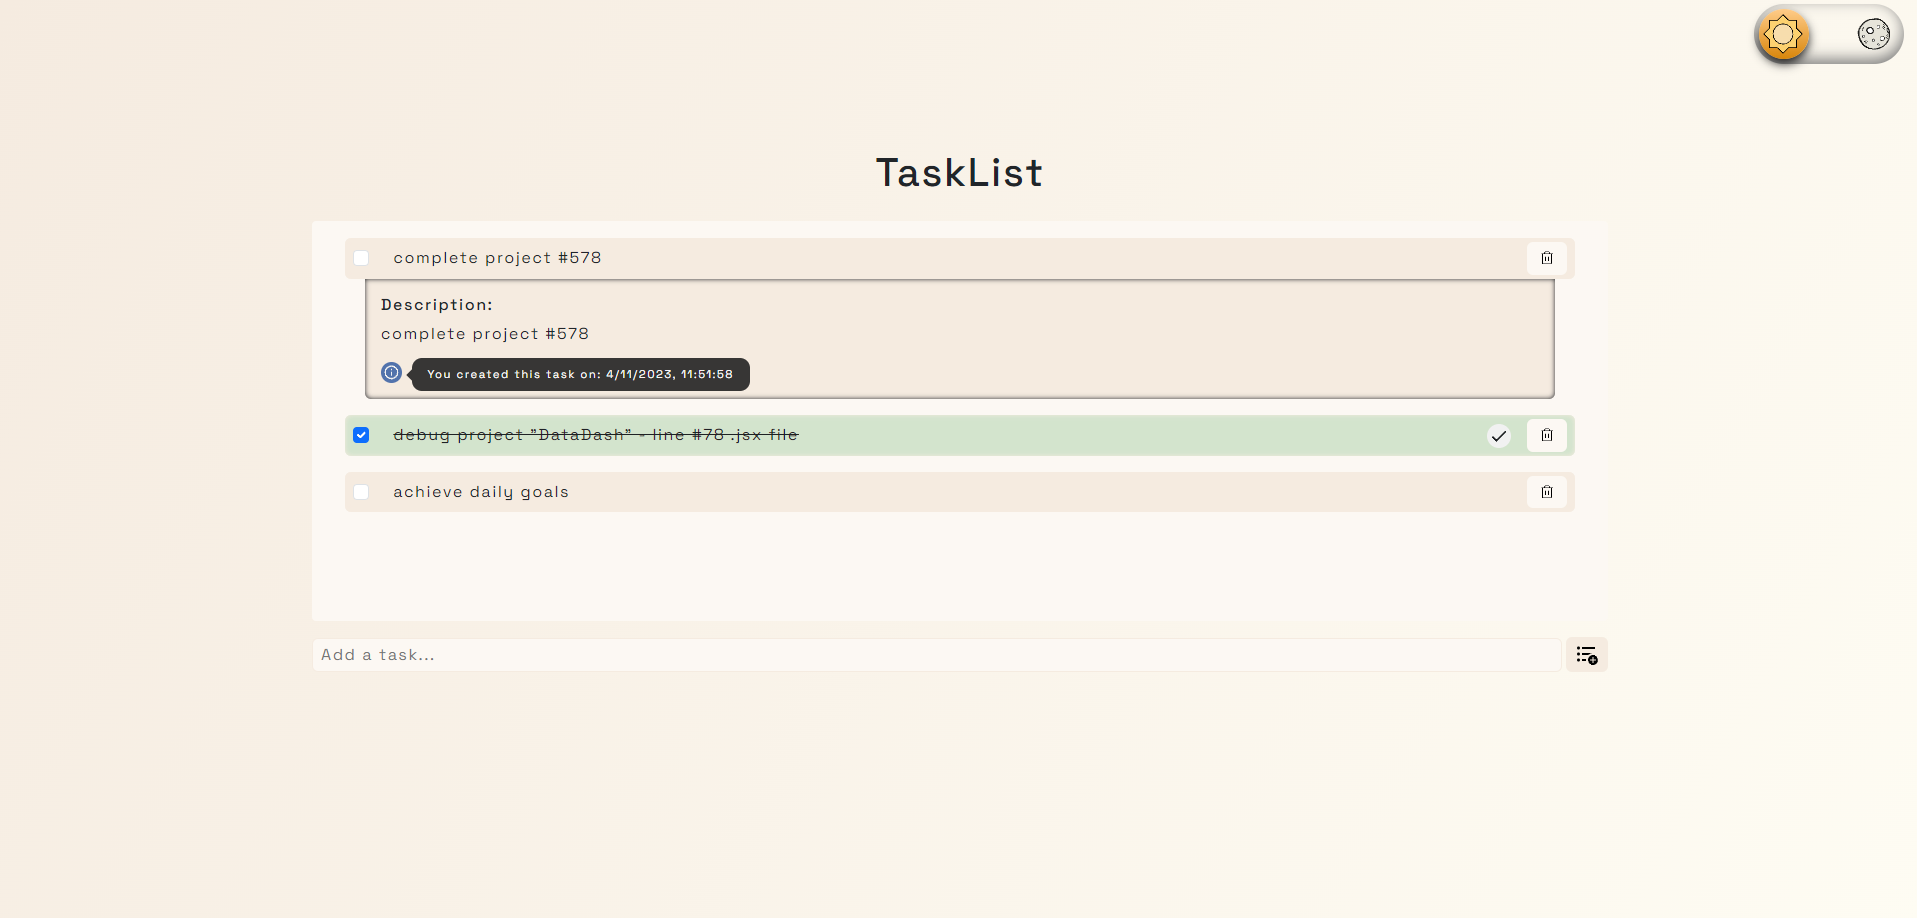 TaskList
complete project #578
Description:
complete project #578
You created this task on: 4/11/2023, 11:51:58
debug project "DataDash" - line #78 .jsx file
achieve daily goals
Add a task...